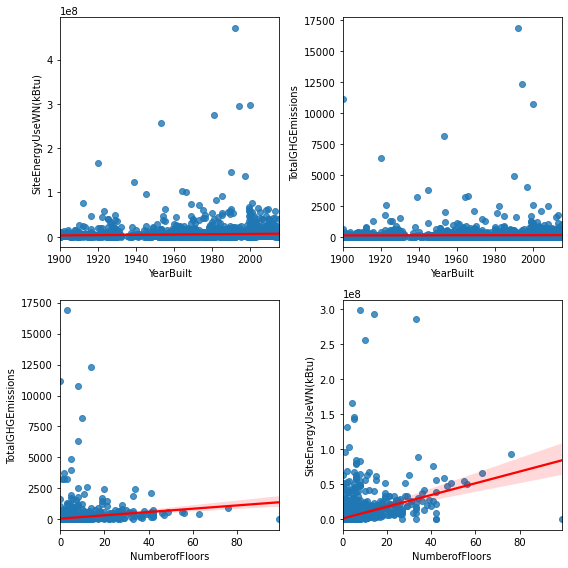 1e8
SiteEnergyUseWN(kBtu)
4
3
2
1
0
1900 1920 1940 1960 1980 2000
YearBuilt
TotalGHGEmissions
17500
15000
12500
10000
7500
5000
2500
0
1900 1920 1940 1960 1980 2000
YearBuilt
TotalGHGEmissions
17500
15000
12500
10000
7500
5000
2500
0
0 20 40 60 80
NumberofFloors
1e8
SiteEnergyUseWN(kBtu)
3.0
2.5
2.0
1.5
1.0
0.5
0.0
0 20 40 60 80
NumberofFloors